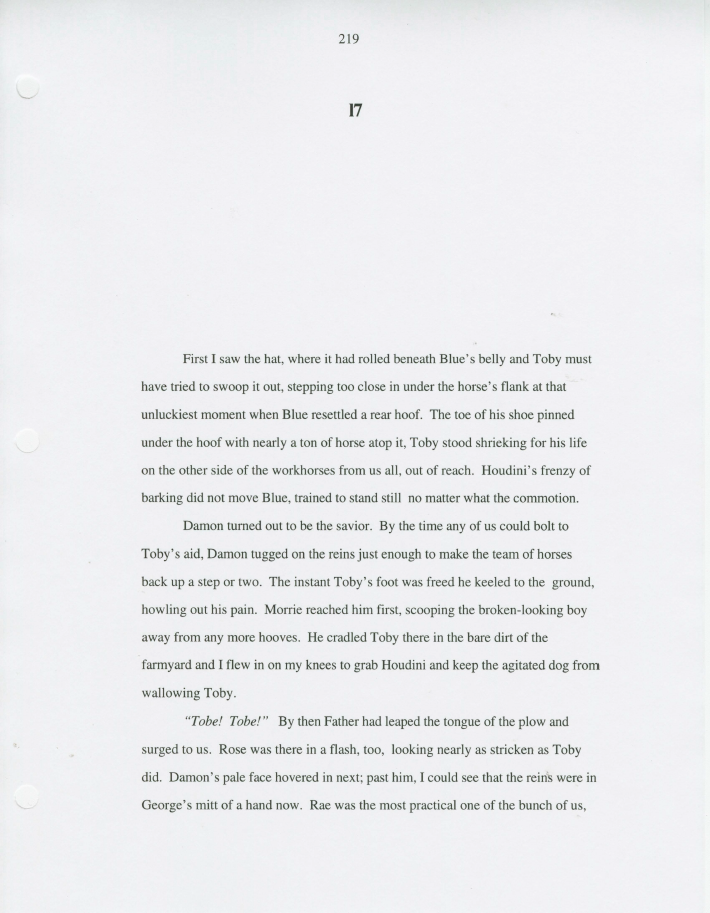 219
17
First I saw the hat, where it had rolled beneath Blue's belly and Toby must
have tried to swoop it out, stepping too close in under the horse's flank at that
unluckiest moment when Blue resettled a rear hoof.  The toe of his shoe pinned
under the hoof with nearly a ton of horse atop it, Toby stood shrieking for his life
on the other side of the workhorses from us all, out of reach.  Houdini's frenzy of
barking did not move Blue, trained to stand still  no matter what the commotion.
Damon turned out to be the savior.  By the time any of us could bolt to
Toby's aid, Damon tugged on the reins just enough to make the team of horses
back up a step or two.  The instant Toby's foot was freed he keeled to the  ground,
howling out his pain.  Morrie reached him first, scooping the broken-looking boy
away from any more hooves.  He cradled Toby there in the bare dirt of the
farmyard and I flew in on my knees to grab Houdini and keep the agitated dog from
wallowing Toby.
"Tobe!  Tobe!"  By then Father had leaped the tongue of the plow and
surged to us.  Rose was there in a flash, too,  looking nearly as stricken as Toby
did.  Damon's pale face hovered in next; past him, I could see that the reins were in
George's mitt of a hand now.  Rae was the most practical one of the bunch of us,